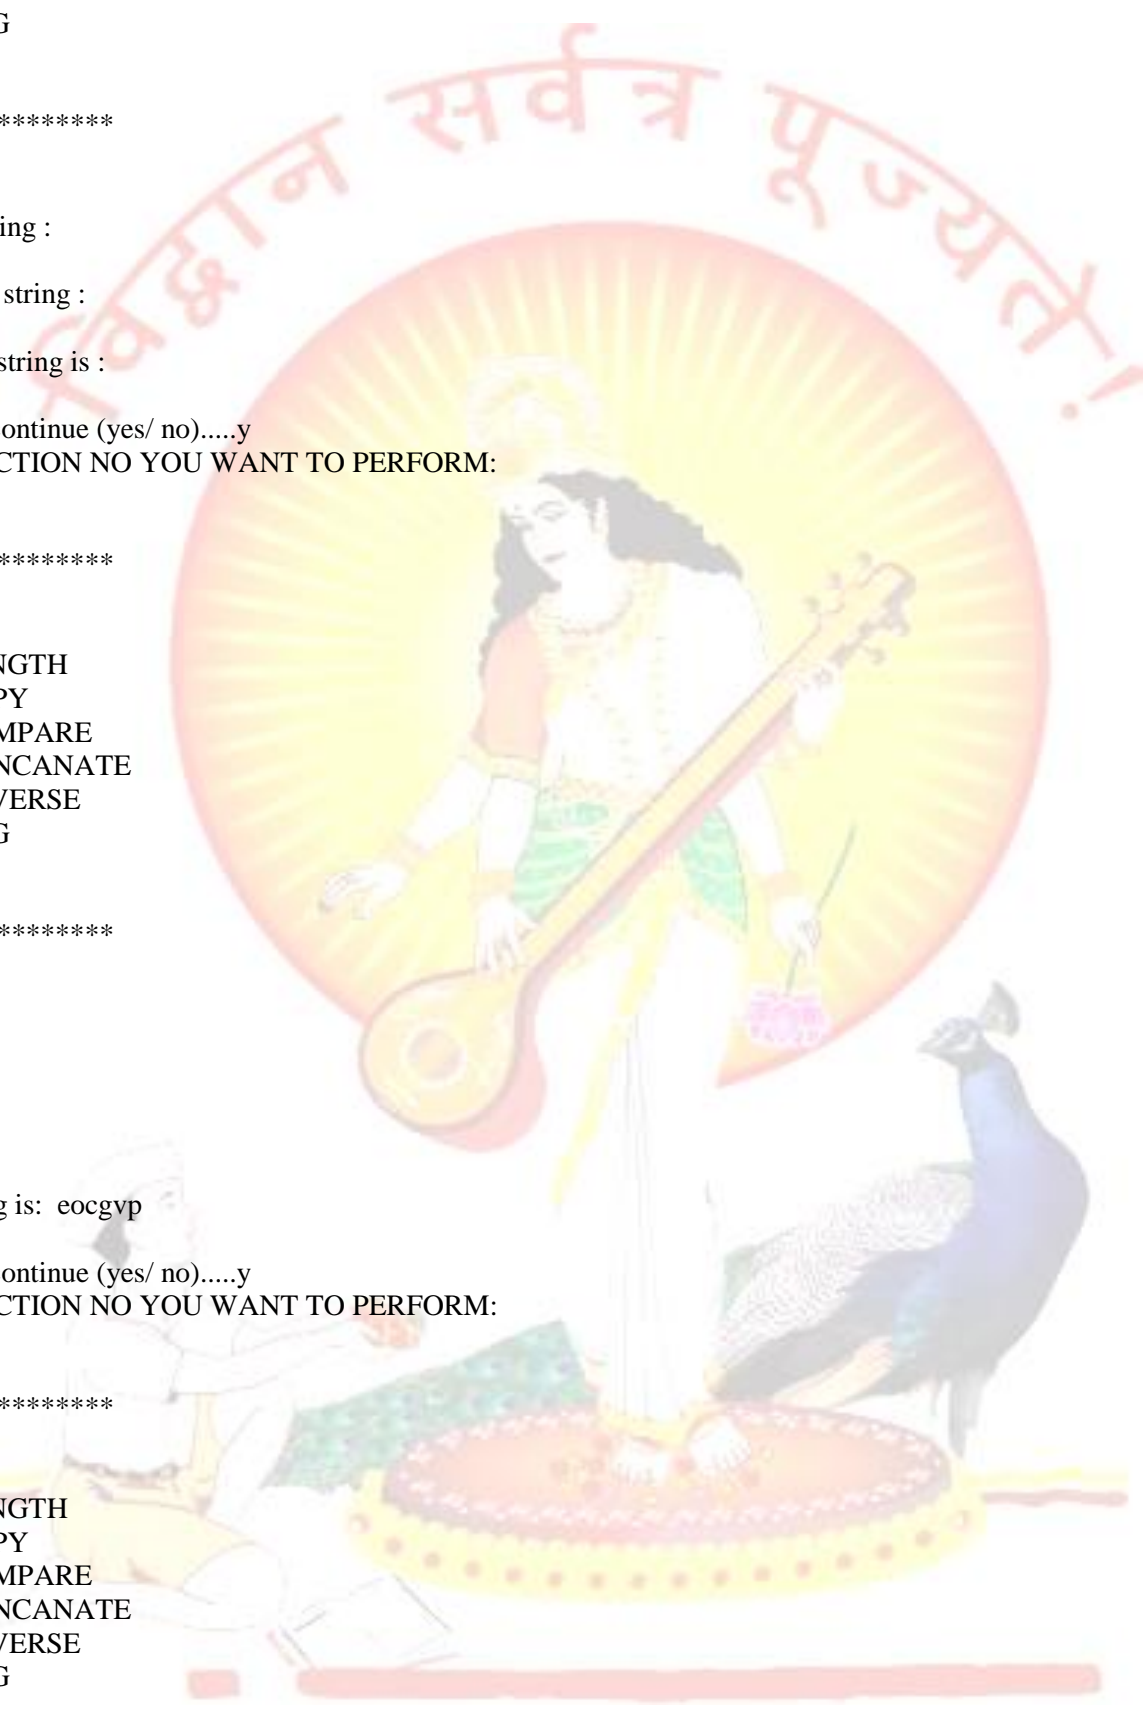 G
*********
ing :
string :
string is :
ontinue (yes/ no).....y
CTION NO YOU WANT TO PERFORM:
*********
NGTH
PY
MPARE
NCANATE
VERSE
G
*********
g is:  eocgvp
ontinue (yes/ no).....y
CTION NO YOU WANT TO PERFORM:
*********
NGTH
PY
MPARE
NCANATE
VERSE
G
विद्वान सर्वत्र पूज्यते!